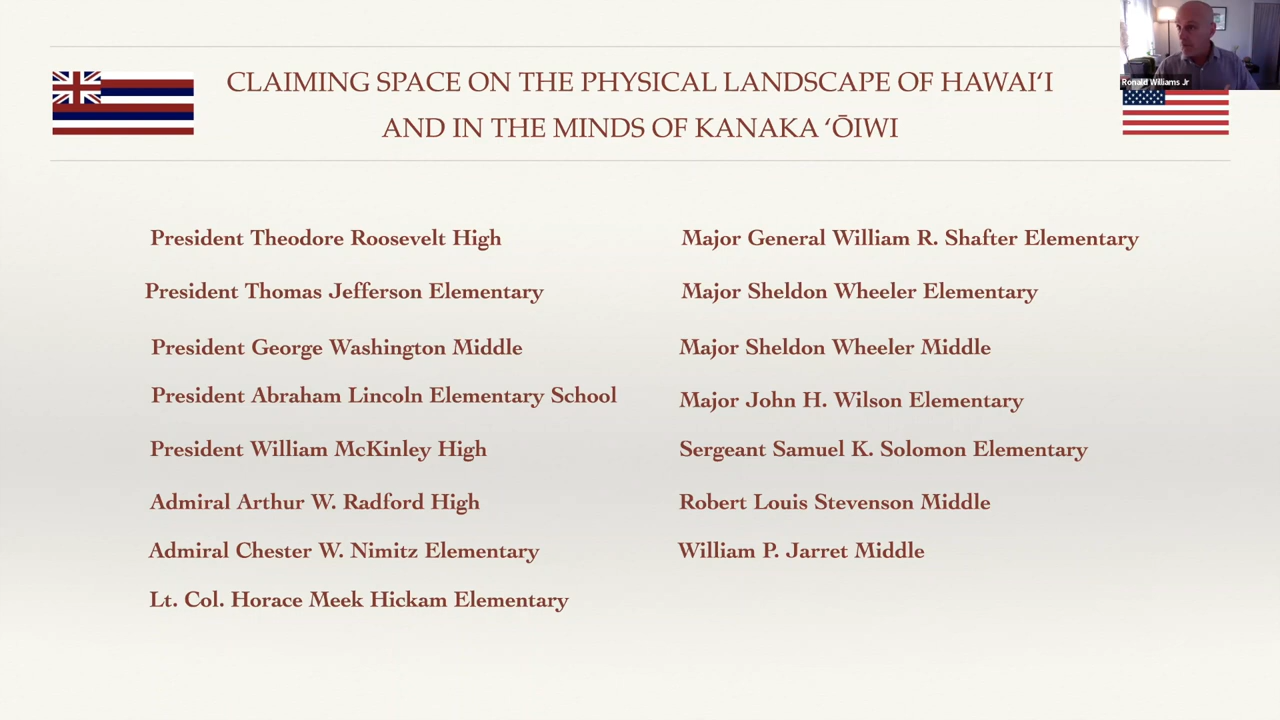 CLAIMING SPACE ON THE PHYSICAL LANDSCAPE OF HAWAIʻI
AND IN THE MINDS OF KANAKA ʻŌIWI
Ronald Williams Jr
President Theodore Roosevelt High
President Thomas Jefferson Elementary
President George Washington Middle
President Abraham Lincoln Elementary School
President William McKinley High
Admiral Arthur W. Radford High
Admiral Chester W. Nimitz Elementary
Lt. Col. Horace Meek Hickam Elementary
Major General William R. Shafter Elementary
Major Sheldon Wheeler Elementary
Major Sheldon Wheeler Middle
Major John H. Wilson Elementary
Sergeant Samuel K. Solomon Elementary
Robert Louis Stevenson Middle
William P. Jarret Middle